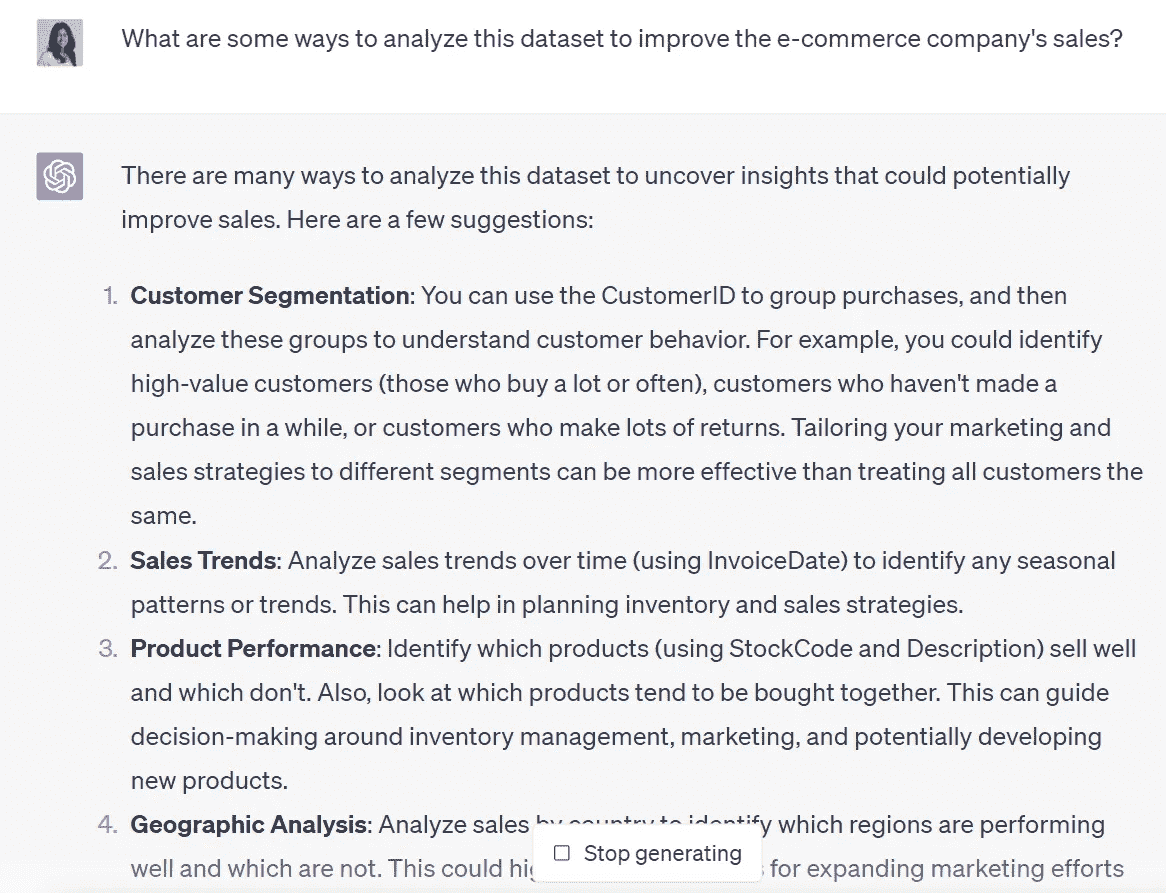 What are some ways to analyze this dataset to improve the e-commerce company's sales?
There are many ways to analyze this dataset to uncover insights that could potentially
improve sales. Here are a few suggestions:
1. Customer Segmentation: You can use the CustomerID to group purchases, and then
analyze these groups to understand customer behavior. For example, you could identify
high-value customers (those who buy a lot or often), customers who haven't made a
purchase in a while, or customers who make lots of returns. Tailoring your marketing and
sales strategies to different segments can be more effective than treating all customers the
same.
2. Sales Trends: Analyze sales trends over time (using InvoiceDate) to identify any seasonal
patterns or trends. This can help in planning inventory and sales strategies.
3. Product Performance: Identify which products (using StockCode and Description) sell well
and which don't. Also, look at which products tend to be bought together. This can guide
decision-making around inventory management, marketing, and potentially developing
new products.
4. Geographic Analysis: Analyze sales by country to identify which regions are performing
well and which are not. This could for expanding marketing efforts
Stop generating